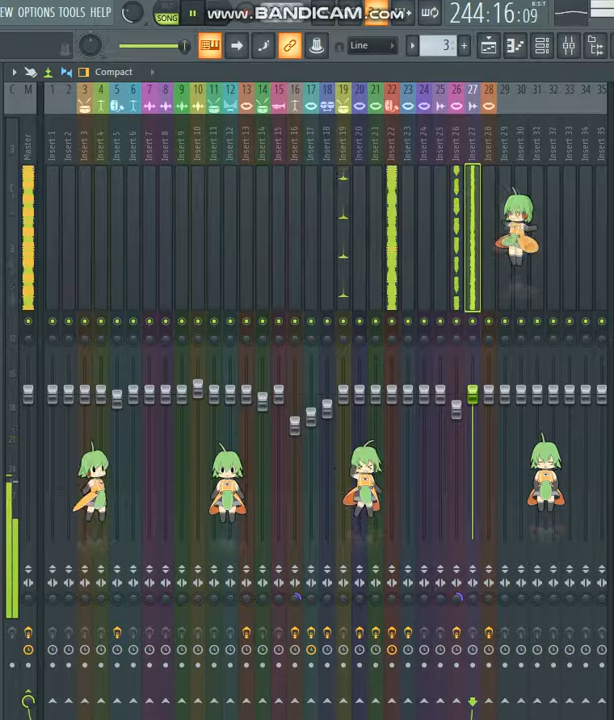 EW OPTIONS TOOLS HELP
SONG
www.BANDICAM.com
244:16:09
Line
3
Compact
C M 1 2 3 4 5 6 7 8 9 10 11 12 13 14 15 16 17 18 19 20 21 22 23 24 25 26 27 28 29 30 31 32 33 34 35
Master Insert 1 Insert 2 Insert 3 Insert 4 Insert 5 Insert 6 Insert 7 Insert 8 Insert 9 Insert 10 Insert 11 Insert 12 Insert 13 Insert 14 Insert 15 Insert 16 Insert 17 Insert 18 Insert 19 Insert 20 Insert 21 Insert 22 Insert 23 Insert 24 Insert 25 Insert 26 Insert 27 Insert 28 Insert 29 Insert 30 Insert 31 Insert 32 Insert 33 Insert 34 Insert 35